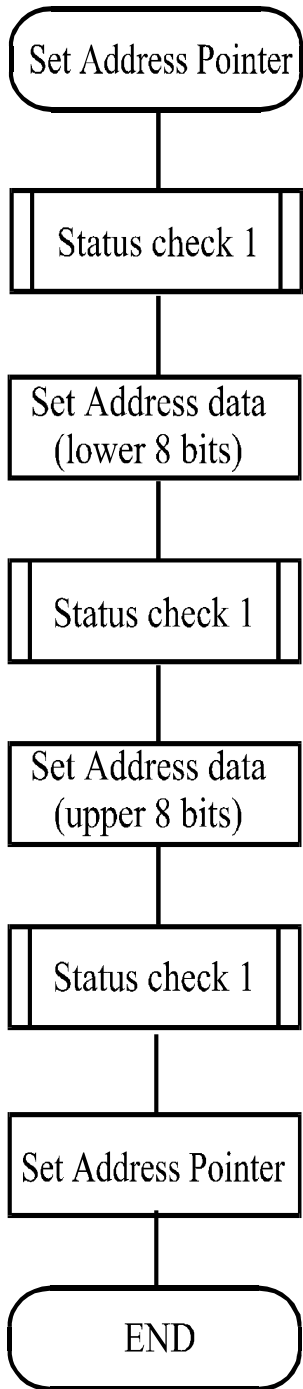 Set Address Pointer
Status check 1
Set Address data
(lower 8 bits)
Status check 1
Set Address data
(upper 8 bits)
Status check 1
Set Address Pointer
END